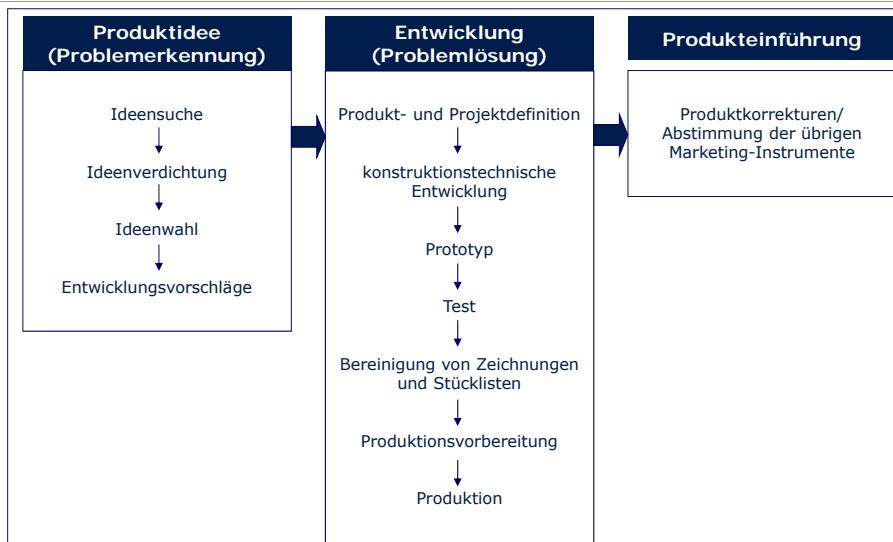 Produktidee
(Problemerkennung)
Ideensuche
Ideenverdichtung
Ideenwahl
Entwicklungsvorschläge
Entwicklung
(Problemlösung)
Produkt- und Projektdefinition
konstruktionstechnische
Entwicklung
Prototyp
Test
Bereinigung von Zeichnungen
und Stücklisten
Produktionsvorbereitung
Produktion
Produkteinführung
Produktkorrekturen/
Abstimmung der übrigen
Marketing-Instrumente